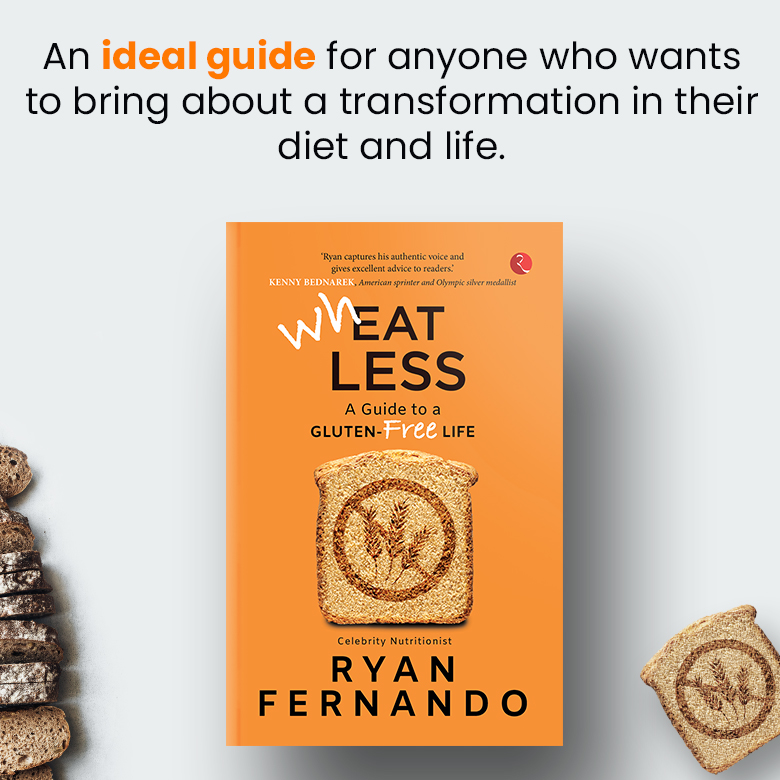 An ideal guide for anyone who wants
to bring about a transformation in their
diet and life.
'Ryan captures his authentic voice and
gives excellent advice to readers.'
KENNY BEDNAREK, American sprinter and Olympic silver medallist
whEAT
LESS
A Guide to a
GLUTEN-Free LIFE
Celebrity Nutritionist
RYAN
FERNANDO